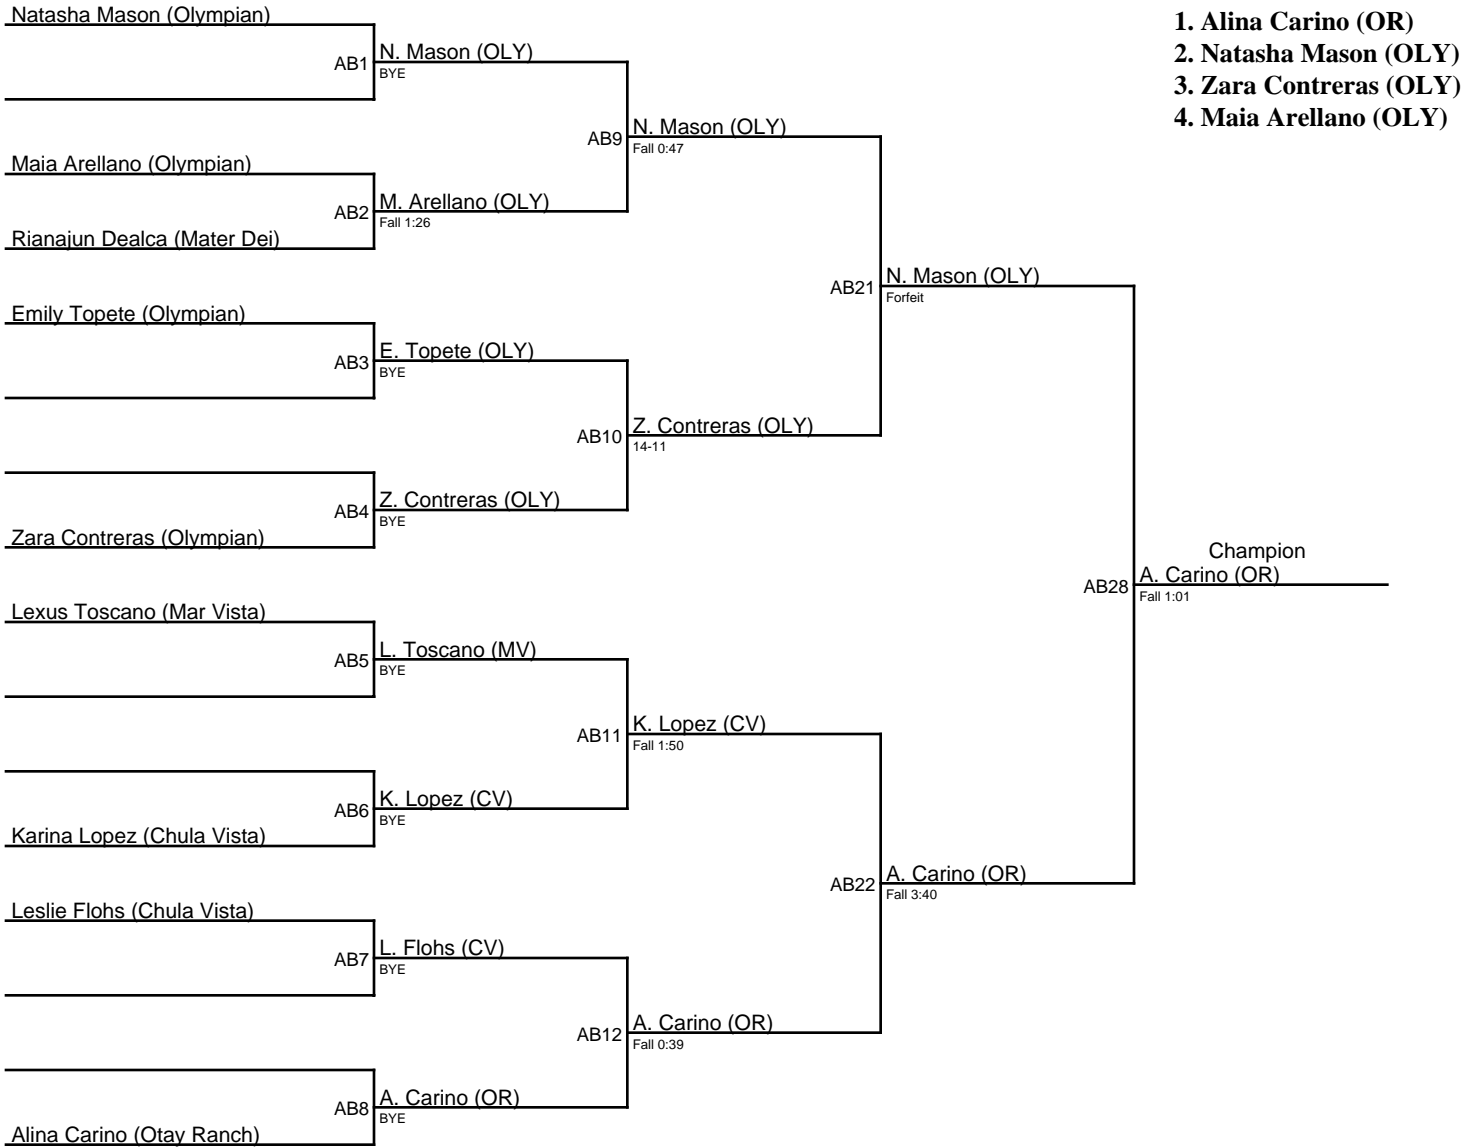 Natasha Mason (Olympian)
AB1
N. Mason (OLY)
BYE
Maia Arellano (Olympian)
AB2
M. Arellano (OLY)
Fall 1:26
Rianajun Dealca (Mater Dei)
AB9
N. Mason (OLY)
Fall 0:47
Emily Topete (Olympian)
AB3
E. Topete (OLY)
BYE
AB4
Z. Contreras (OLY)
BYE
Zara Contreras (Olympian)
AB10
Z. Contreras (OLY)
14-11
AB21
N. Mason (OLY)
Forfeit
Lexus Toscano (Mar Vista)
AB5
L. Toscano (MV)
BYE
AB6
K. Lopez (CV)
BYE
Karina Lopez (Chula Vista)
AB11
K. Lopez (CV)
Fall 1:50
Leslie Flohs (Chula Vista)
AB7
L. Flohs (CV)
BYE
AB8
A. Carino (OR)
BYE
Alina Carino (Otay Ranch)
AB12
A. Carino (OR)
Fall 0:39
AB22
A. Carino (OR)
Fall 3:40
AB28
Champion
A. Carino (OR)
Fall 1:01
1. Alina Carino (OR)
2. Natasha Mason (OLY)
3. Zara Contreras (OLY)
4. Maia Arellano (OLY)